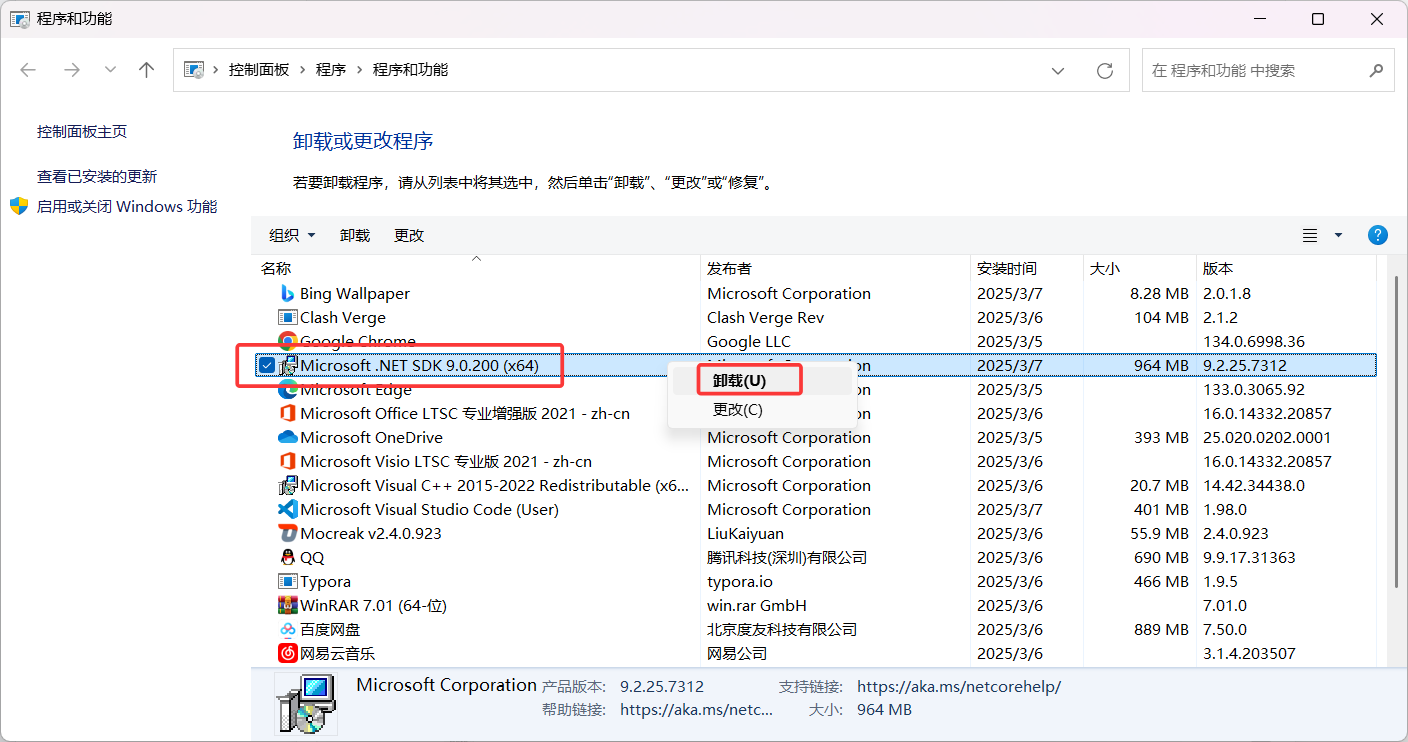 程序和功能
控制面板 程序 程序和功能
在 程序和功能 中搜索
控制面板主页
查看已安装的更新
启用或关闭 Windows 功能
卸载或更改程序
若要卸载程序，请从列表中将其选中，然后单击“卸载”、“更改”或“修复”。
组织 卸载 更改
名称 发布者 安装时间 大小 版本
Bing Wallpaper Microsoft Corporation 2025/3/7 8.28 MB 2.0.1.8
Clash Verge Clash Verge Rev 2025/3/6 104 MB 2.1.2
Google Chrome Google LLC 2025/3/5 134.0.6998.36
Microsoft .NET SDK 9.0.200 (x64) 2025/3/7 964 MB 9.2.25.7312
卸载(U)
更改(C)
Microsoft Edge 2025/3/5 133.0.3065.92
Microsoft Office LTSC 专业增强版 2021 - zh-cn 2025/3/6 16.0.14332.20857
Microsoft OneDrive Microsoft Corporation 2025/3/5 393 MB 25.020.0202.0001
Microsoft Visio LTSC 专业版 2021 - zh-cn Microsoft Corporation 2025/3/6 16.0.14332.20857
Microsoft Visual C++ 2015-2022 Redistributable (x6... Microsoft Corporation 2025/3/6 20.7 MB 14.42.34438.0
Microsoft Visual Studio Code (User) Microsoft Corporation 2025/3/7 401 MB 1.98.0
Mocreak v2.4.0.923 LiuKaiyuan 2025/3/6 55.9 MB 2.4.0.923
QQ 腾讯科技(深圳)有限公司 2025/3/6 690 MB 9.9.17.31363
Typora typora.io 2025/3/6 466 MB 1.9.5
WinRAR 7.01 (64-位) win.rar GmbH 2025/3/6 7.01.0
百度网盘 北京度友科技有限公司 2025/3/6 889 MB 7.50.0
网易云音乐 网易公司 2025/3/6 3.1.4.203507
Microsoft Corporation 产品版本: 9.2.25.7312 支持链接: https://aka.ms/netcorehelp/
帮助链接: https://aka.ms/netc... 大小: 964 MB